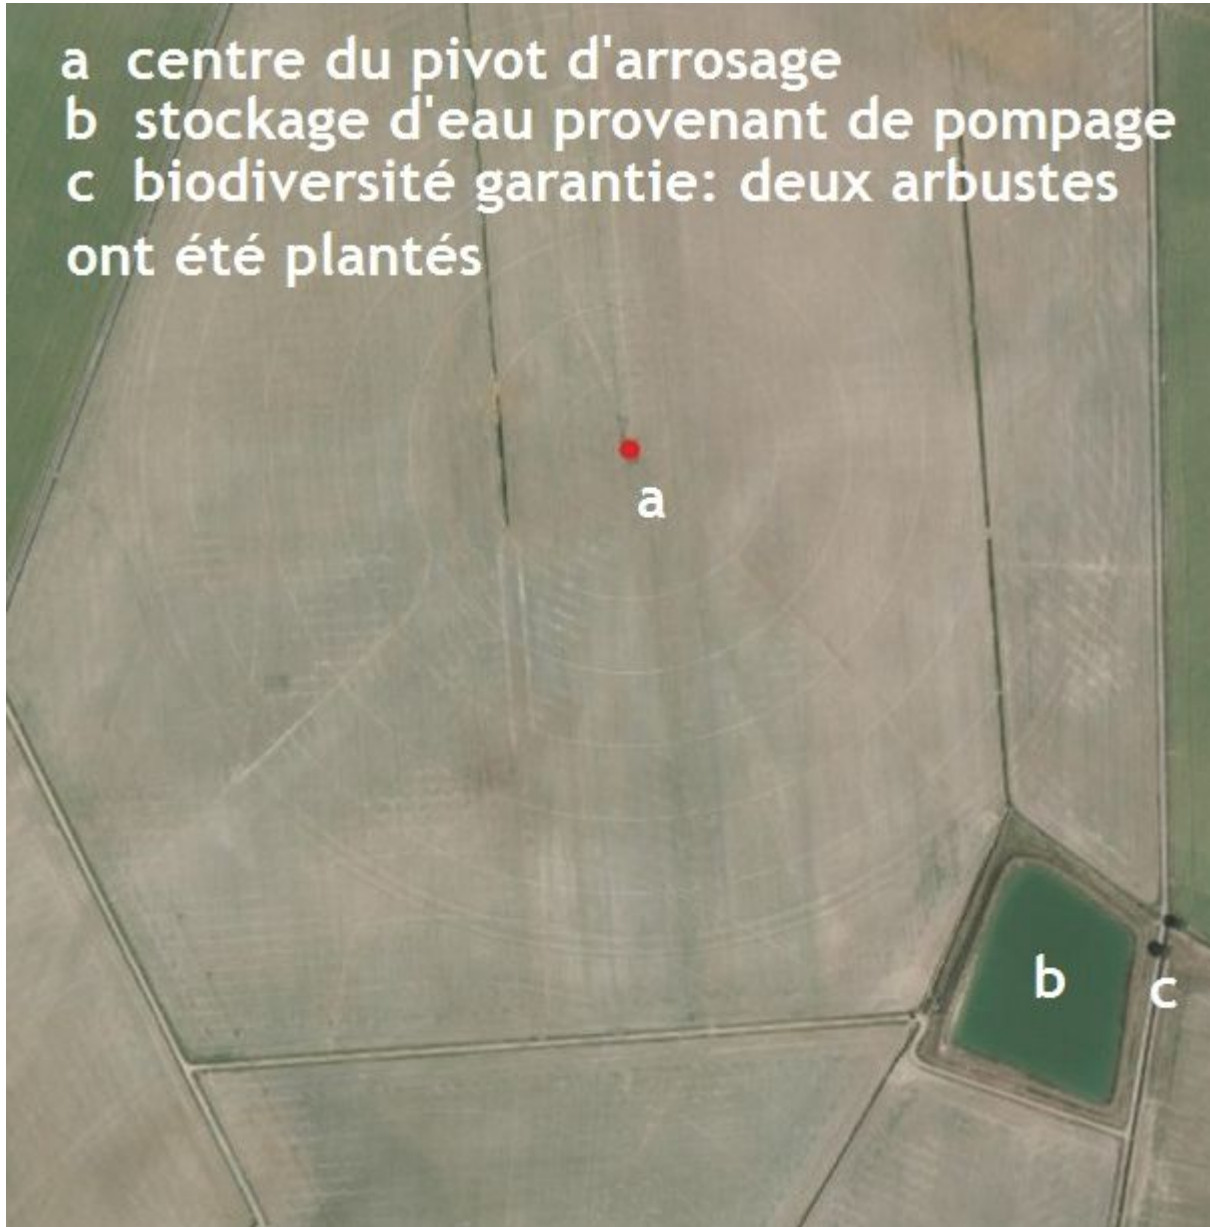 a centre du pivot d'arrosage
b stockage d'eau provenant de pompage
c biodiversité garantie: deux arbustes
ont été plantés
a
b
c